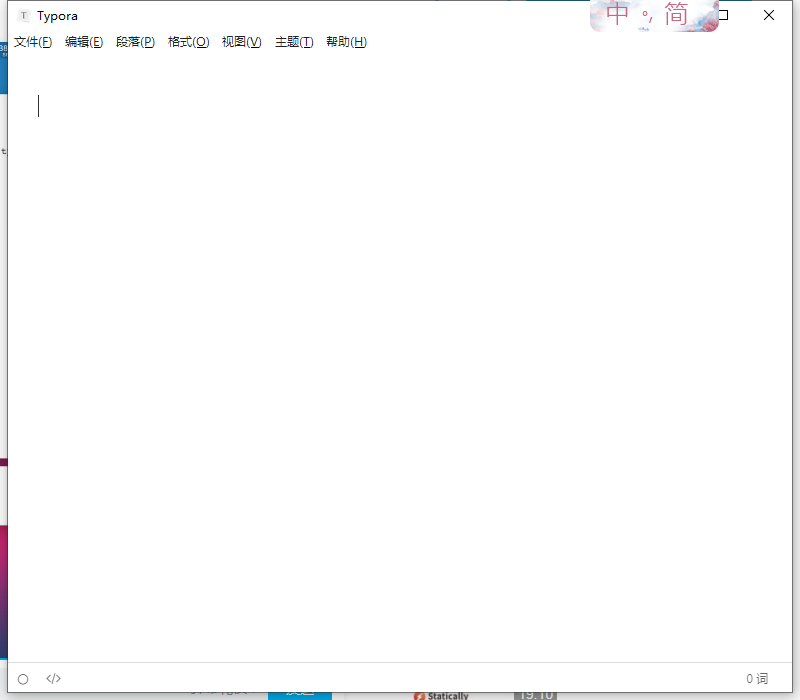 Typora
中 °, 简
文件(F) 编辑(E) 段落(P) 格式(O) 视图(V) 主题(T) 帮助(H)
</> 0 词
Statically